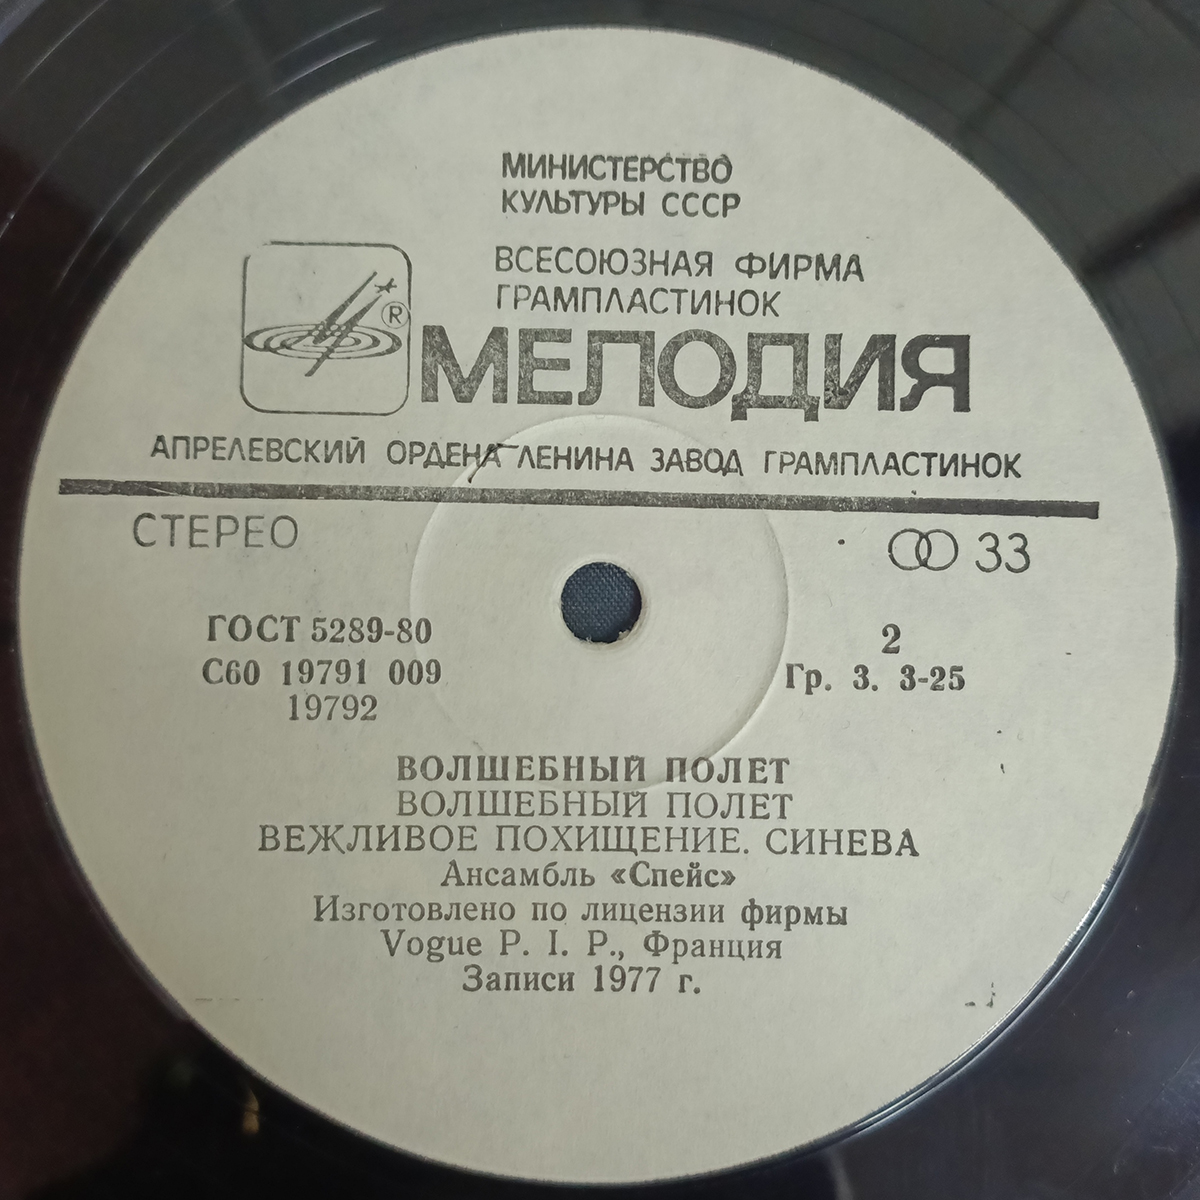 МИНИСТЕРСТВО
КУЛЬТУРЫ СССР
ВСЕСОЮЗНАЯ ФИРМА
ГРАМПЛАСТИНОК
®
МЕЛОДИЯ
АПРЕЛЕВСКИЙ ОРДЕНА ЛЕНИНА ЗАВОД ГРАМПЛАСТИНОК
СТЕРЕО
33
ГОСТ 5289-80
С60 19791 009
19792
2
Гр. 3. 3-25
ВОЛШЕБНЫЙ ПОЛЕТ
ВОЛШЕБНЫЙ ПОЛЕТ
ВЕЖЛИВОЕ ПОХИЩЕНИЕ. СИНЕВА
Ансамбль «Спейс»
Изготовлено по лицензии фирмы
Vogue P. I. P., Франция
Записи 1977 г.